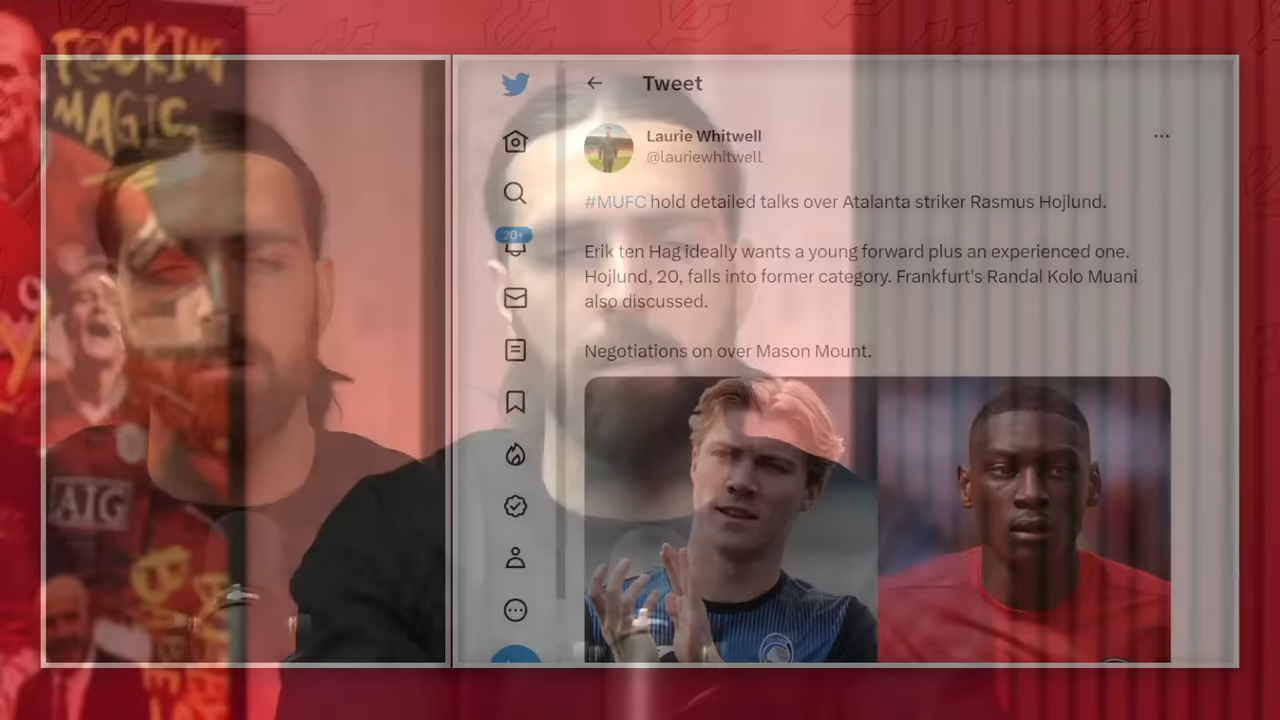 F@CKING
MAGIC.
Tweet
Laurie Whitwell
@lauriewhitwell
#MUFC hold detailed talks over Atalanta striker Rasmus Hojlund.
Erik ten Hag ideally wants a young forward plus an experienced one.
Hojlund, 20, falls into former category. Frankfurt's Randal Kolo Muani
also discussed.
Negotiations on over Mason Mount.
20+
AIG